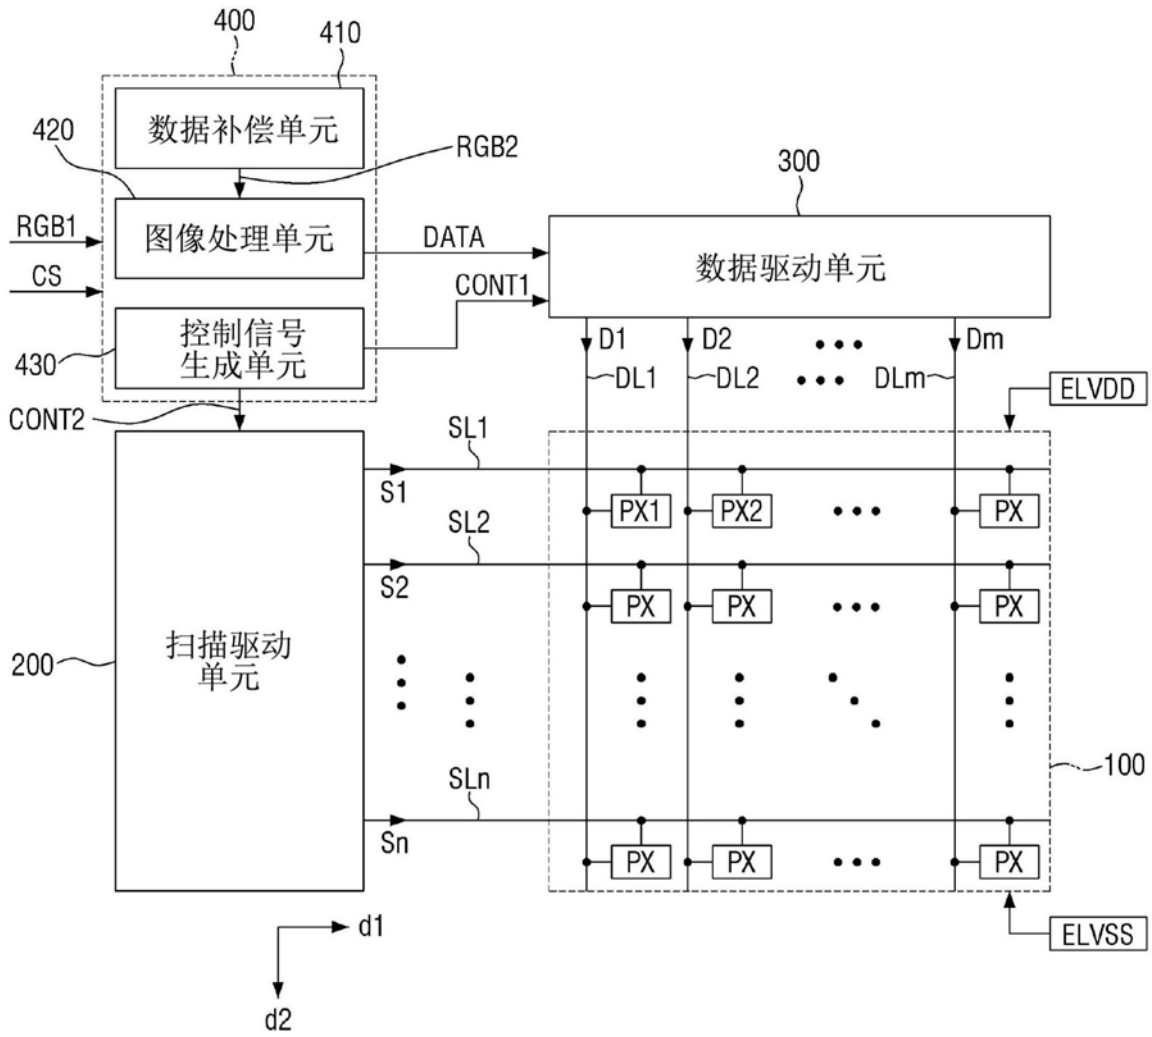 400
410
数据补偿单元
420
RGB2
300
RGB1
图像处理单元
DATA
数据驱动单元
CS
CONT1
控制信号
生成单元
430
D1
D2
Dm
DL1
DL2
DLm
ELVDD
CONT2
SL1
S1
PX1
PX2
PX
SL2
S2
PX
PX
PX
扫描驱动
单元
200
100
SLn
Sn
PX
PX
PX
d1
ELVSS
d2